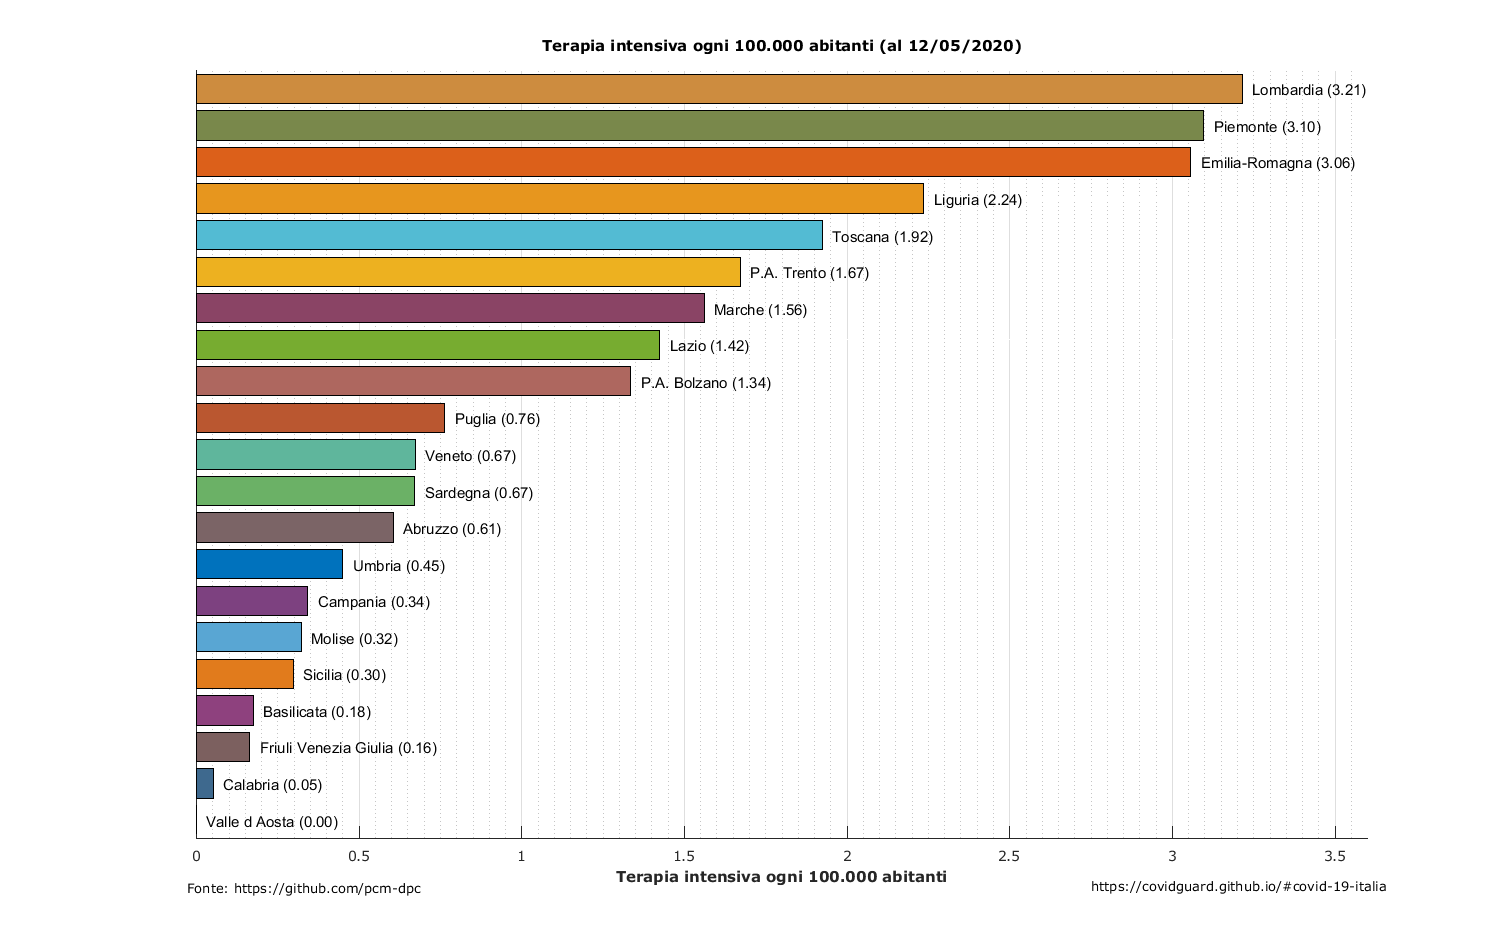 Terapia intensiva ogni 100.000 abitanti (al 12/05/2020)
Lombardia (3.21)
Piemonte (3.10)
Emilia-Romagna (3.06)
Liguria (2.24)
Toscana (1.92)
P.A. Trento (1.67)
Marche (1.56)
Lazio (1.42)
P.A. Bolzano (1.34)
Puglia (0.76)
Veneto (0.67)
Sardegna (0.67)
Abruzzo (0.61)
Umbria (0.45)
Campania (0.34)
Molise (0.32)
Sicilia (0.30)
Basilicata (0.18)
Friuli Venezia Giulia (0.16)
Calabria (0.05)
Valle d Aosta (0.00)
0 0.5 1 1.5 2 2.5 3 3.5
Terapia intensiva ogni 100.000 abitanti
Fonte: https://github.com/pcm-dpc
https://covidguard.github.io/#covid-19-italia